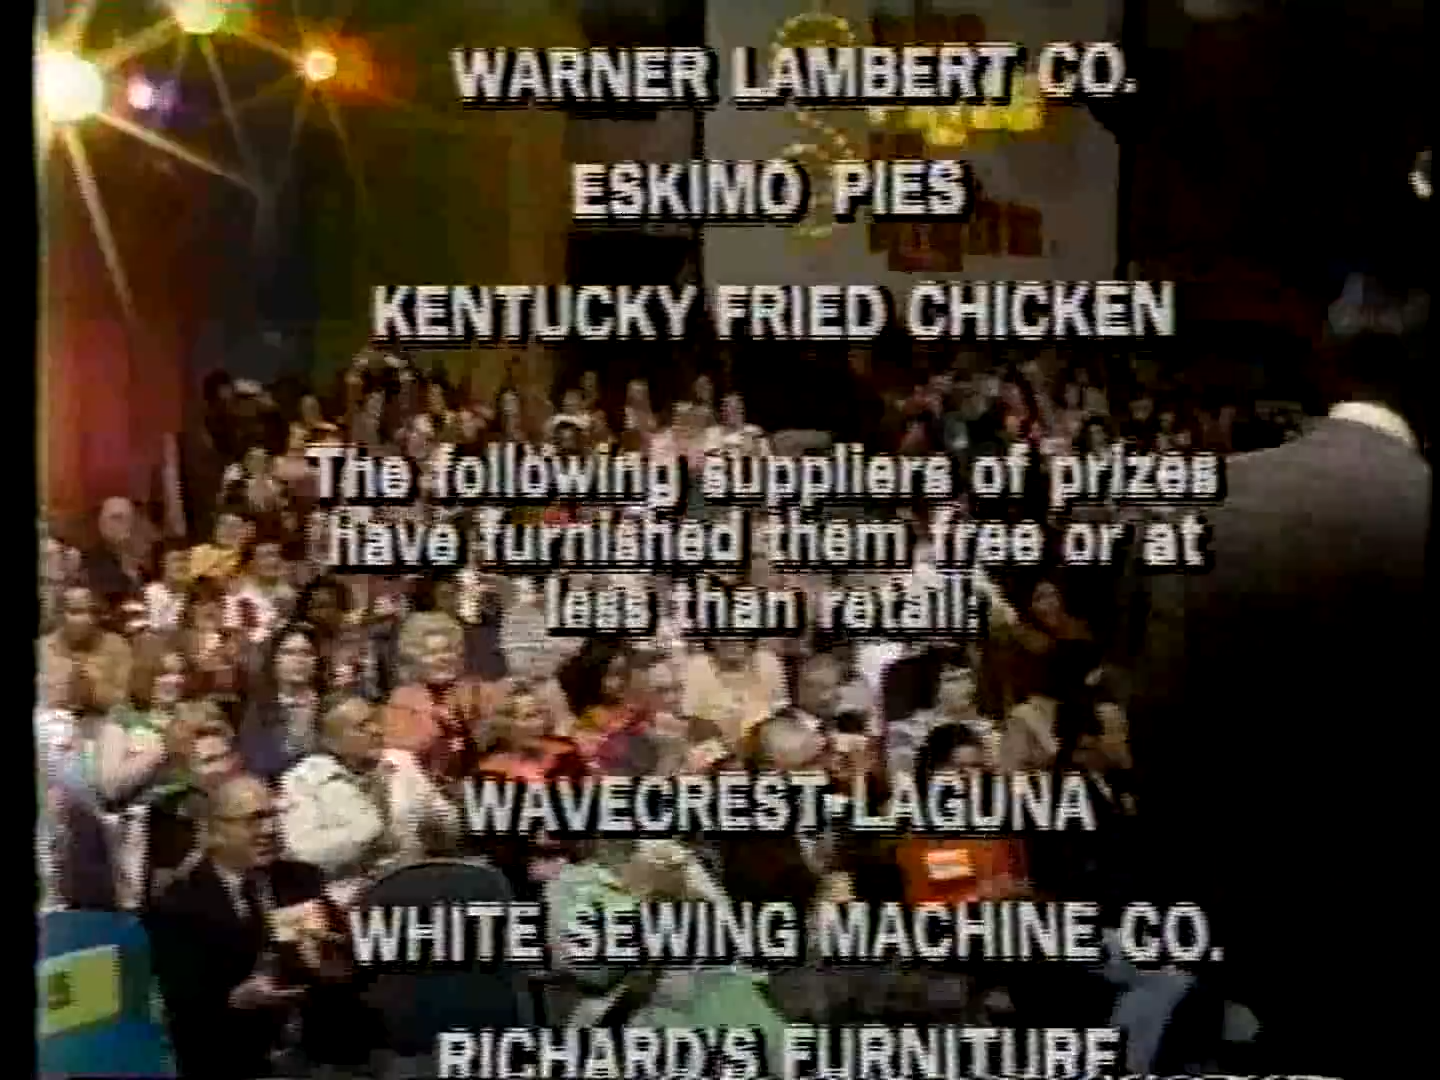 WARNER LAMBERT CO.
ESKIMO PIES
KENTUCKY FRIED CHICKEN
The following suppliers of prizes
have furnished them free or at
less than retail:
WAVECREST-LAGUNA
WHITE SEWING MACHINE CO.
RICHARD'S FURNITURE